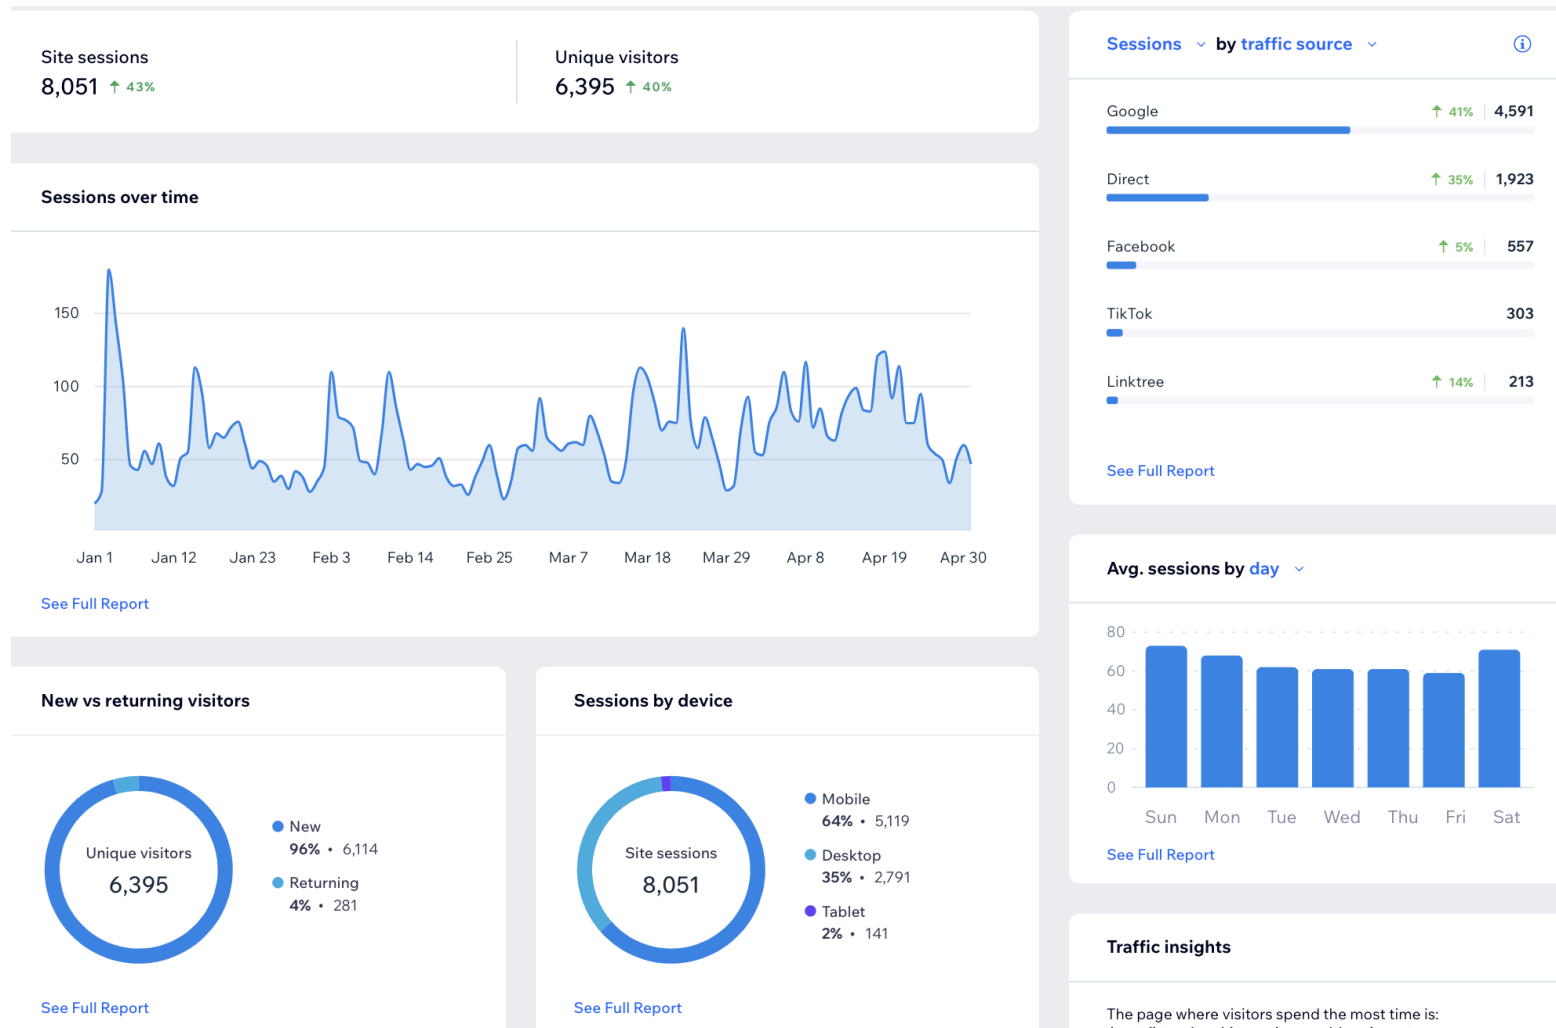 Site sessions
8,051 ↑ 43%
Unique visitors
6,395 ↑ 40%
Sessions over time
150
100
50
Jan 1 Jan 12 Jan 23 Feb 3 Feb 14 Feb 25 Mar 7 Mar 18 Mar 29 Apr 8 Apr 19 Apr 30
See Full Report
New vs returning visitors
Unique visitors
6,395
New
96% • 6,114
Returning
4% • 281
See Full Report
Sessions by device
Site sessions
8,051
Mobile
64% • 5,119
Desktop
35% • 2,791
Tablet
2% • 141
See Full Report
Sessions by traffic source
Google ↑ 41% 4,591
Direct ↑ 35% 1,923
Facebook ↑ 5% 557
TikTok 303
Linktree ↑ 14% 213
See Full Report
Avg. sessions by day
80
60
40
20
0
Sun Mon Tue Wed Thu Fri Sat
See Full Report
Traffic insights
The page where visitors spend the most time is: